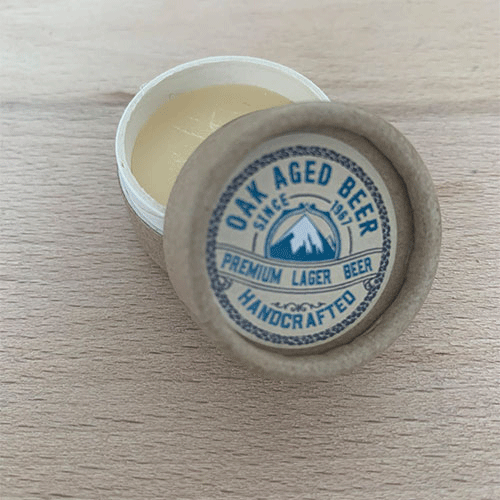 OAK AGED BEER
SINCE 1967
PREMIUM LAGER BEER
HANDCRAFTED